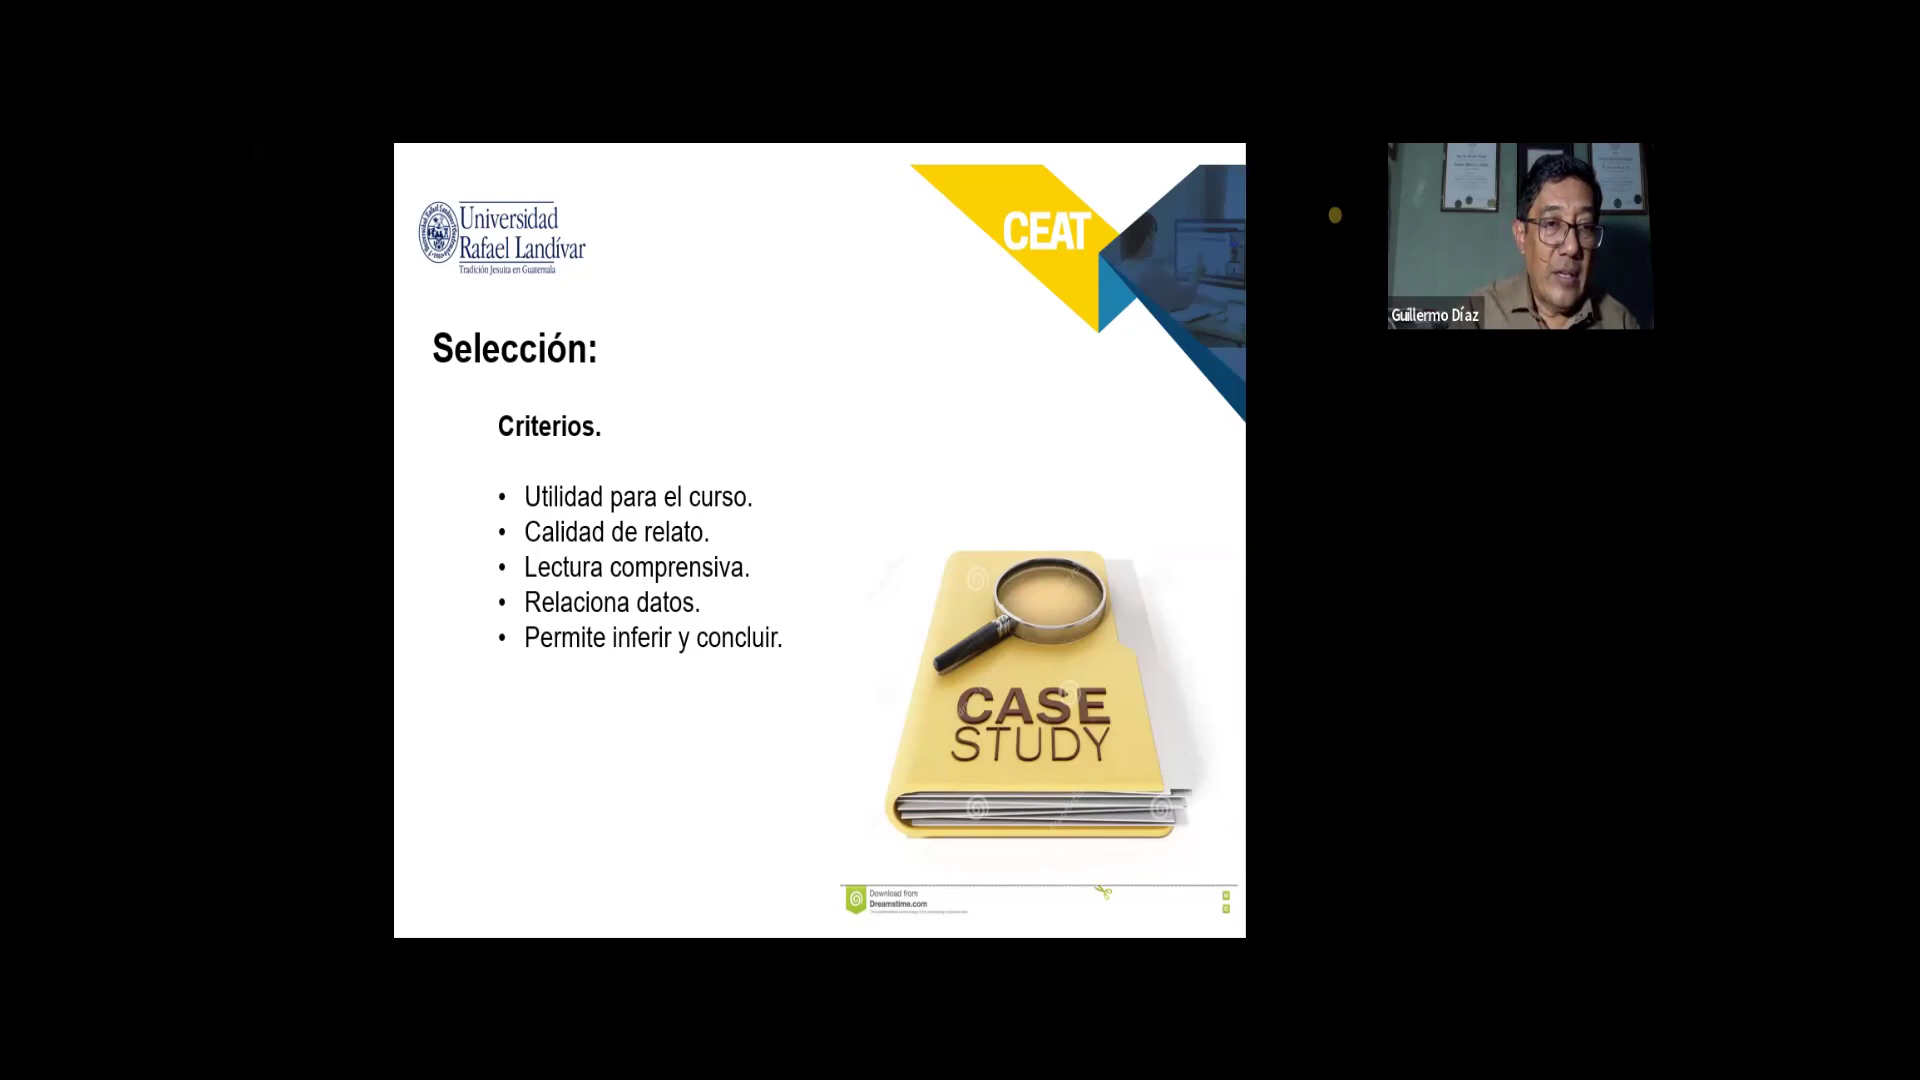 Universidad
Rafael Landívar
Tradición Jesuita en Guatemala
CEAT
Guillermo Díaz
Selección:
Criterios.
• Utilidad para el curso.
• Calidad de relato.
• Lectura comprensiva.
• Relaciona datos.
• Permite inferir y concluir.
CASE
STUDY
Download from
Dreamstime.com